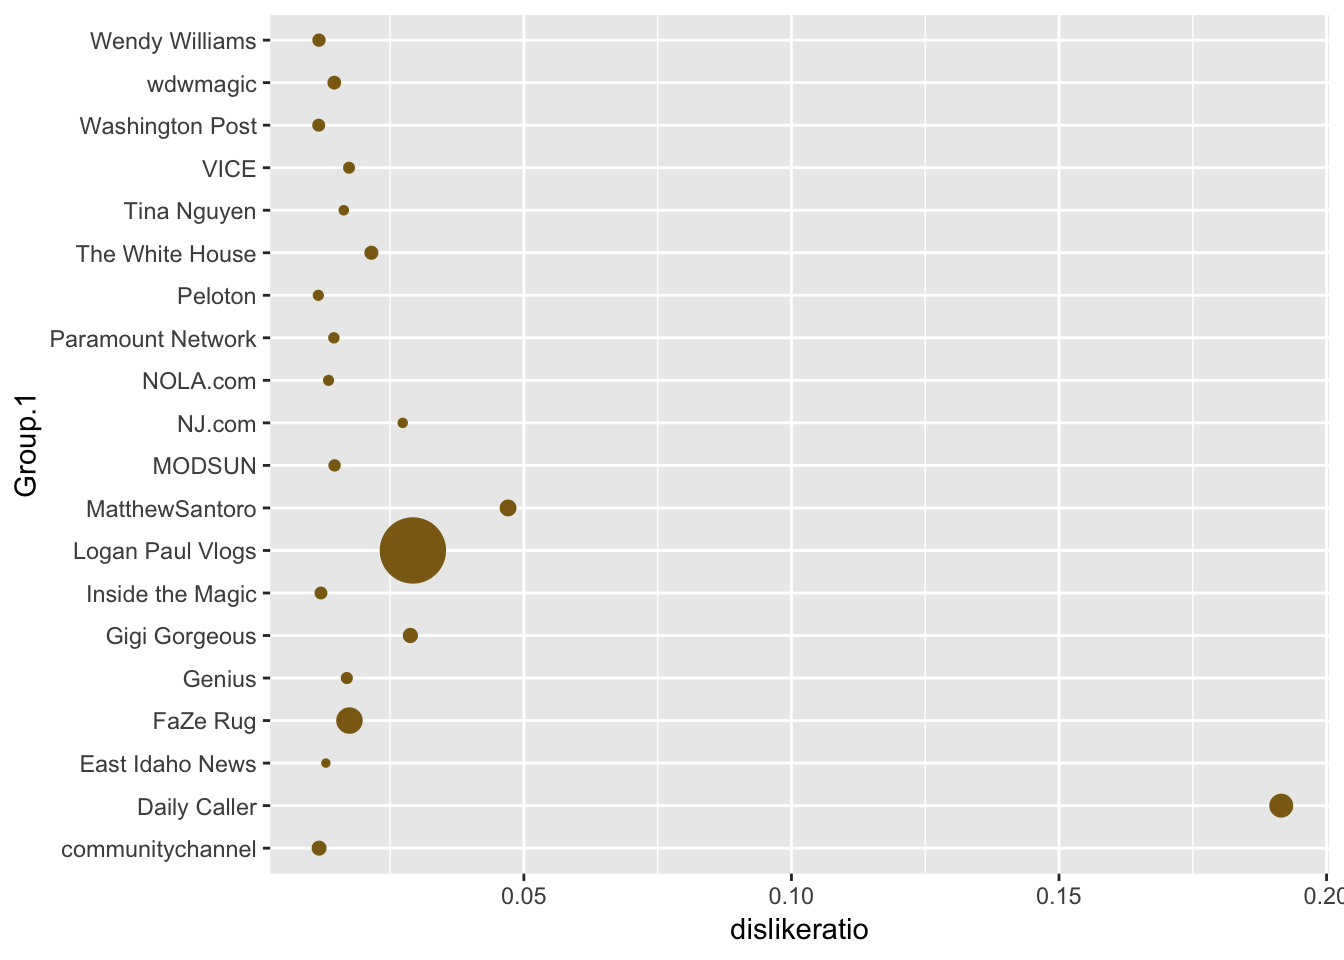 Wendy Williams
wdwmagic
Washington Post
VICE
Tina Nguyen
The White House
Peloton
Paramount Network
NOLA.com
NJ.com
MODSUN
MatthewSantoro
Logan Paul Vlogs
Inside the Magic
Gigi Gorgeous
Genius
FaZe Rug
East Idaho News
Daily Caller
communitychannel
Group.1
0.05 0.10 0.15 0.20
dislikeratio